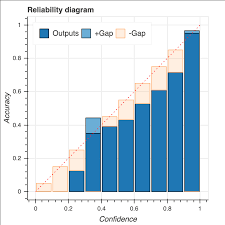 Reliability diagram
Outputs +Gap -Gap
1
0.8
0.6
0.4
0.2
0
Accuracy
0 0.2 0.4 0.6 0.8 1
Confidence